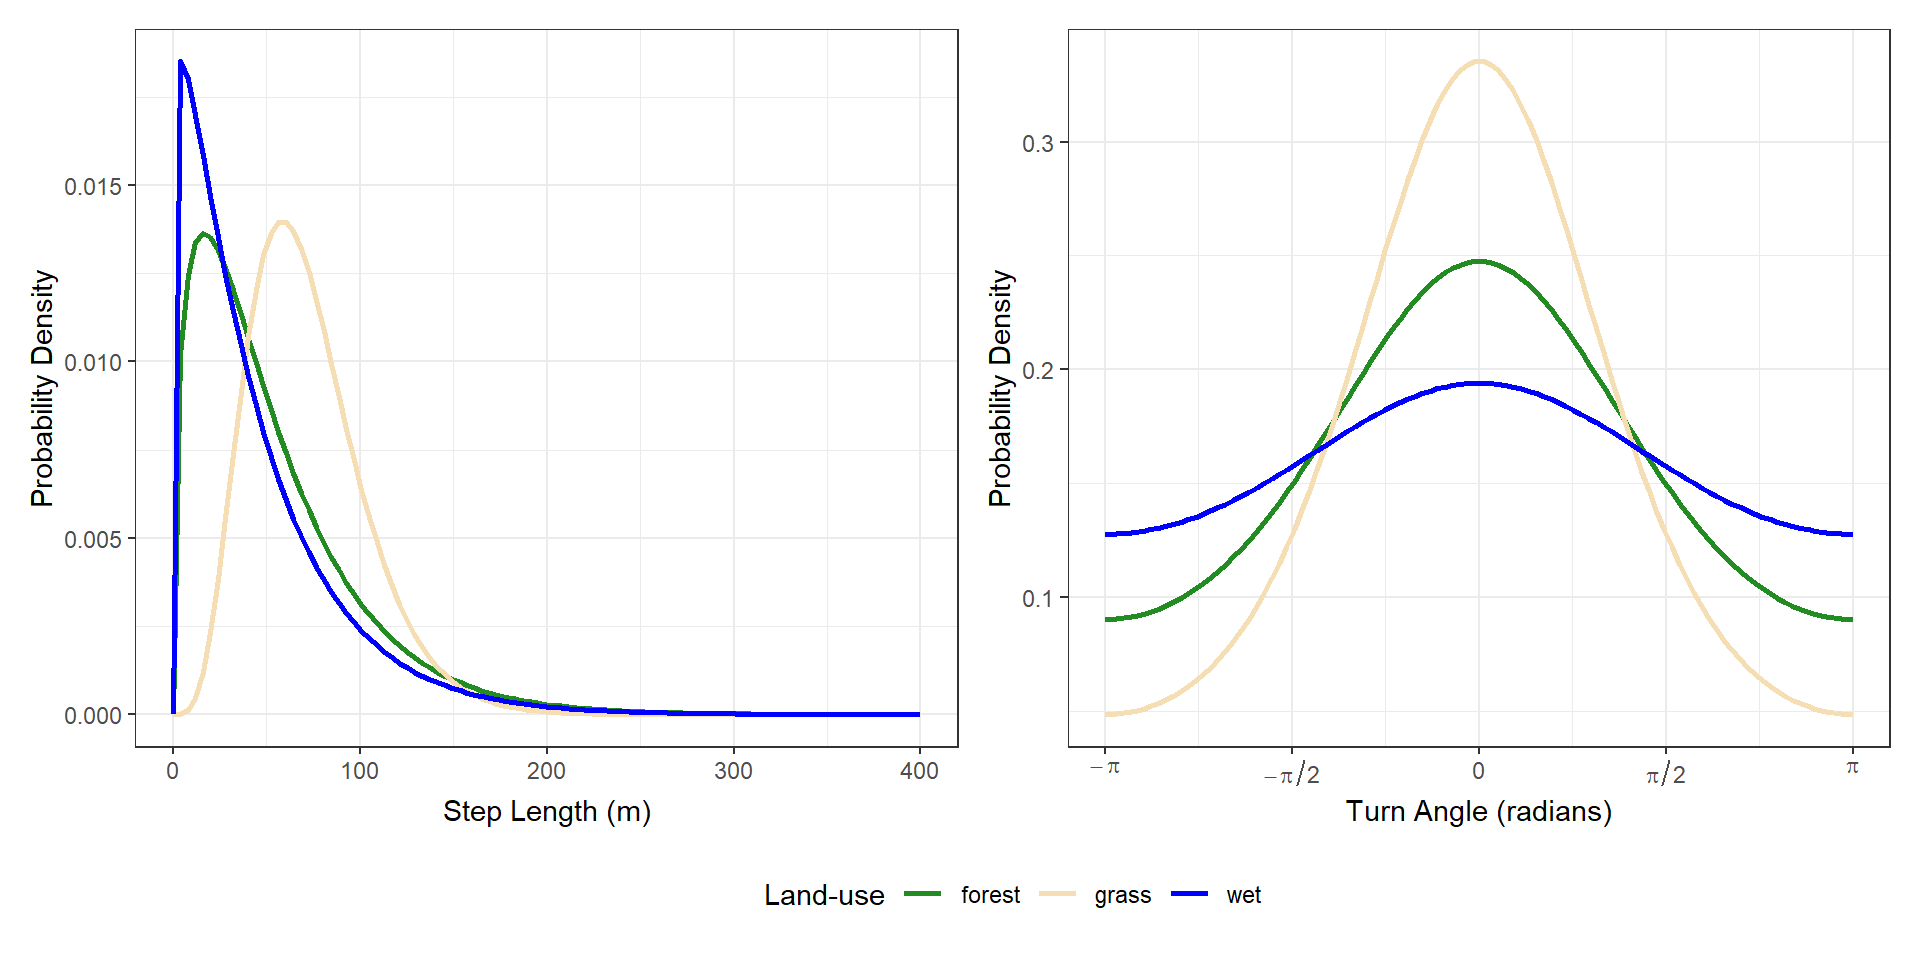 Probability Density
0.015
0.010
0.005
0.000
0 100 200 300 400
Step Length (m)
Probability Density
0.3
0.2
0.1
−π −π/2 0 π/2 π
Turn Angle (radians)
Land-use forest grass wet